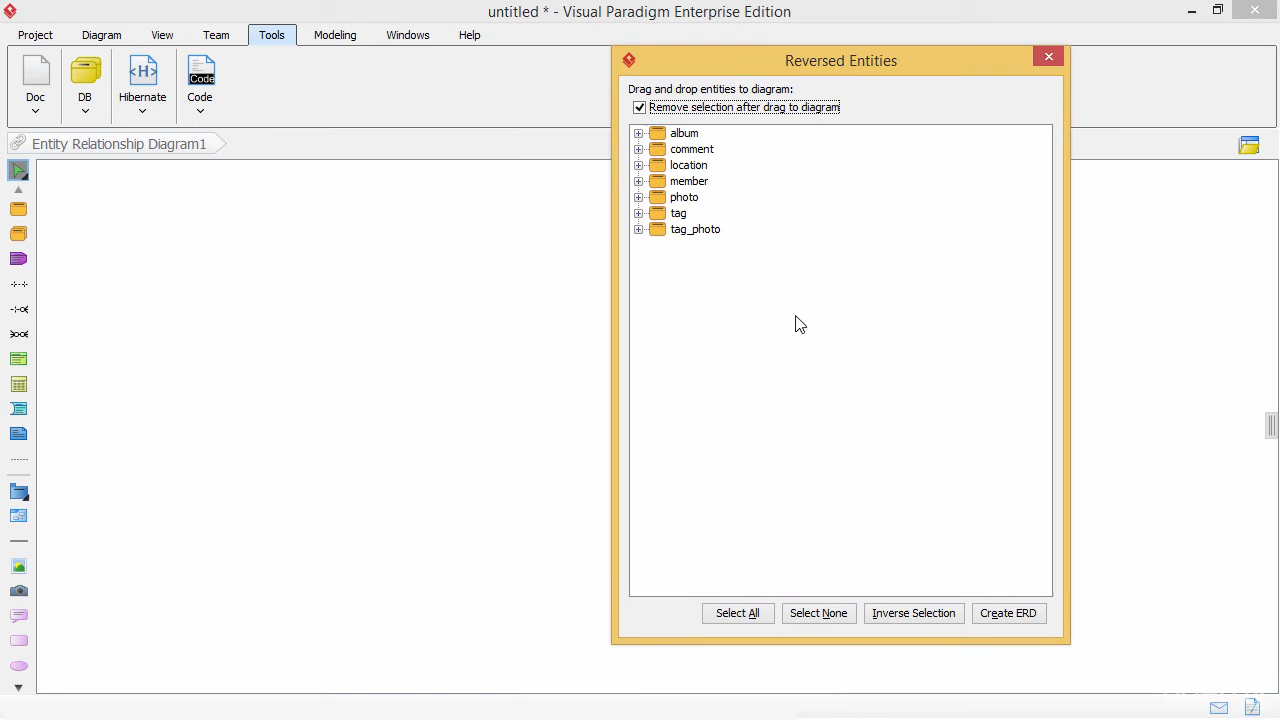 untitled * - Visual Paradigm Enterprise Edition
Project Diagram View Team Tools Modeling Windows Help
Doc DB Hibernate Code
<H> Code
Entity Relationship Diagram1
Reversed Entities
Drag and drop entities to diagram:
Remove selection after drag to diagram
album
comment
location
member
photo
tag
tag_photo
Select All Select None Inverse Selection Create ERD